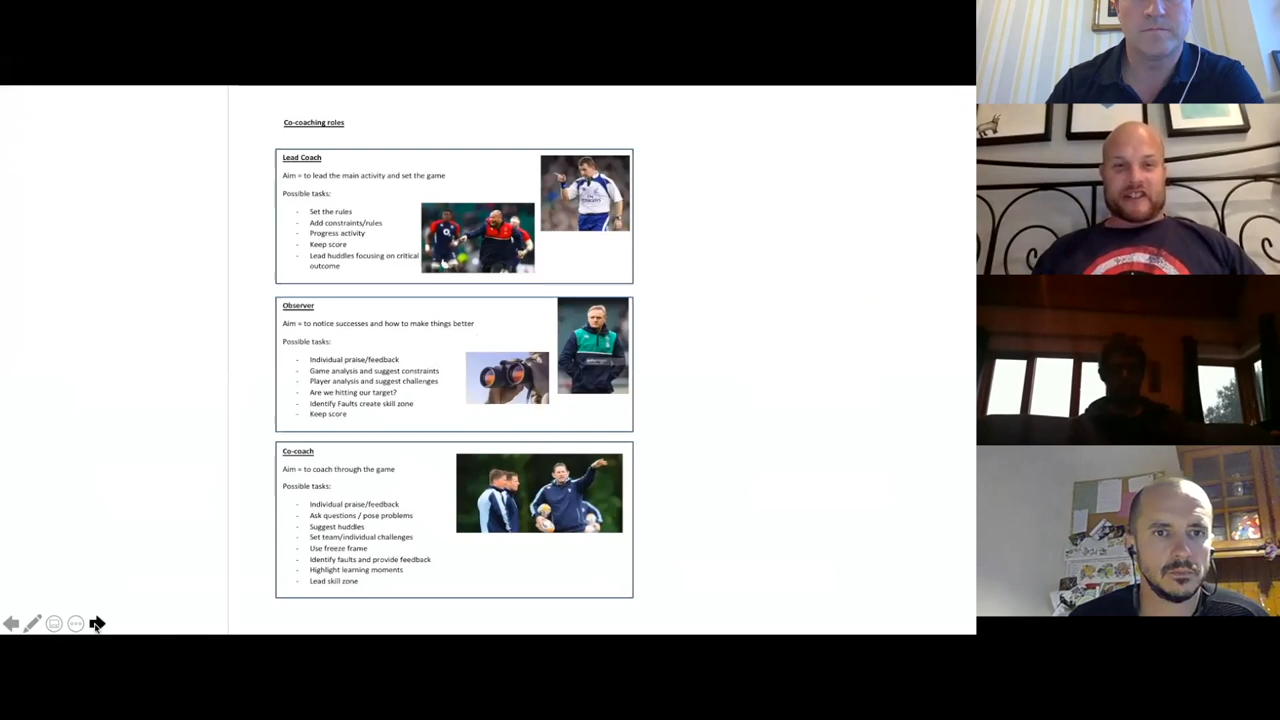 Co-coaching roles
Lead Coach
Aim = to lead the main activity and set the game
Possible tasks:
- Set the rules
- Add constraints/rules
- Progress activity
- Keep score
- Lead huddles focusing on critical
outcome
Observer
Aim = to notice successes and how to make things better
Possible tasks:
- Individual praise/feedback
- Game analysis and suggest constraints
- Player analysis and suggest challenges
- Are we hitting our target?
- Identify Faults create skill zone
- Keep score
Co-coach
Aim = to coach through the game
Possible tasks:
- Individual praise/feedback
- Ask questions / pose problems
- Suggest huddles
- Set team/individual challenges
- Use freeze frame
- Identify faults and provide feedback
- Highlight learning moments
- Lead skill zone